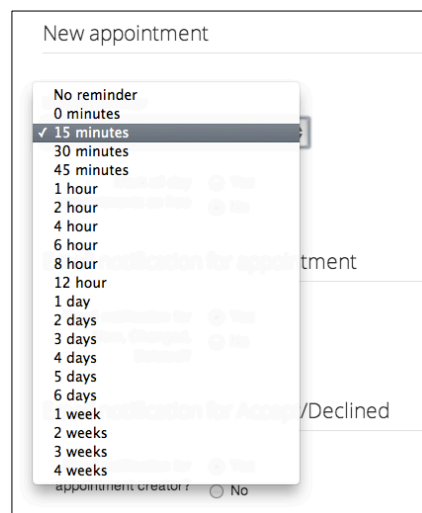 New appointment
No reminder
0 minutes
✓ 15 minutes
30 minutes
45 minutes
1 hour
2 hour
4 hour
6 hour
8 hour
12 hour
1 day
2 days
3 days
4 days
5 days
6 days
1 week
2 weeks
3 weeks
4 weeks
tment
/Declined
appointment creator?
No